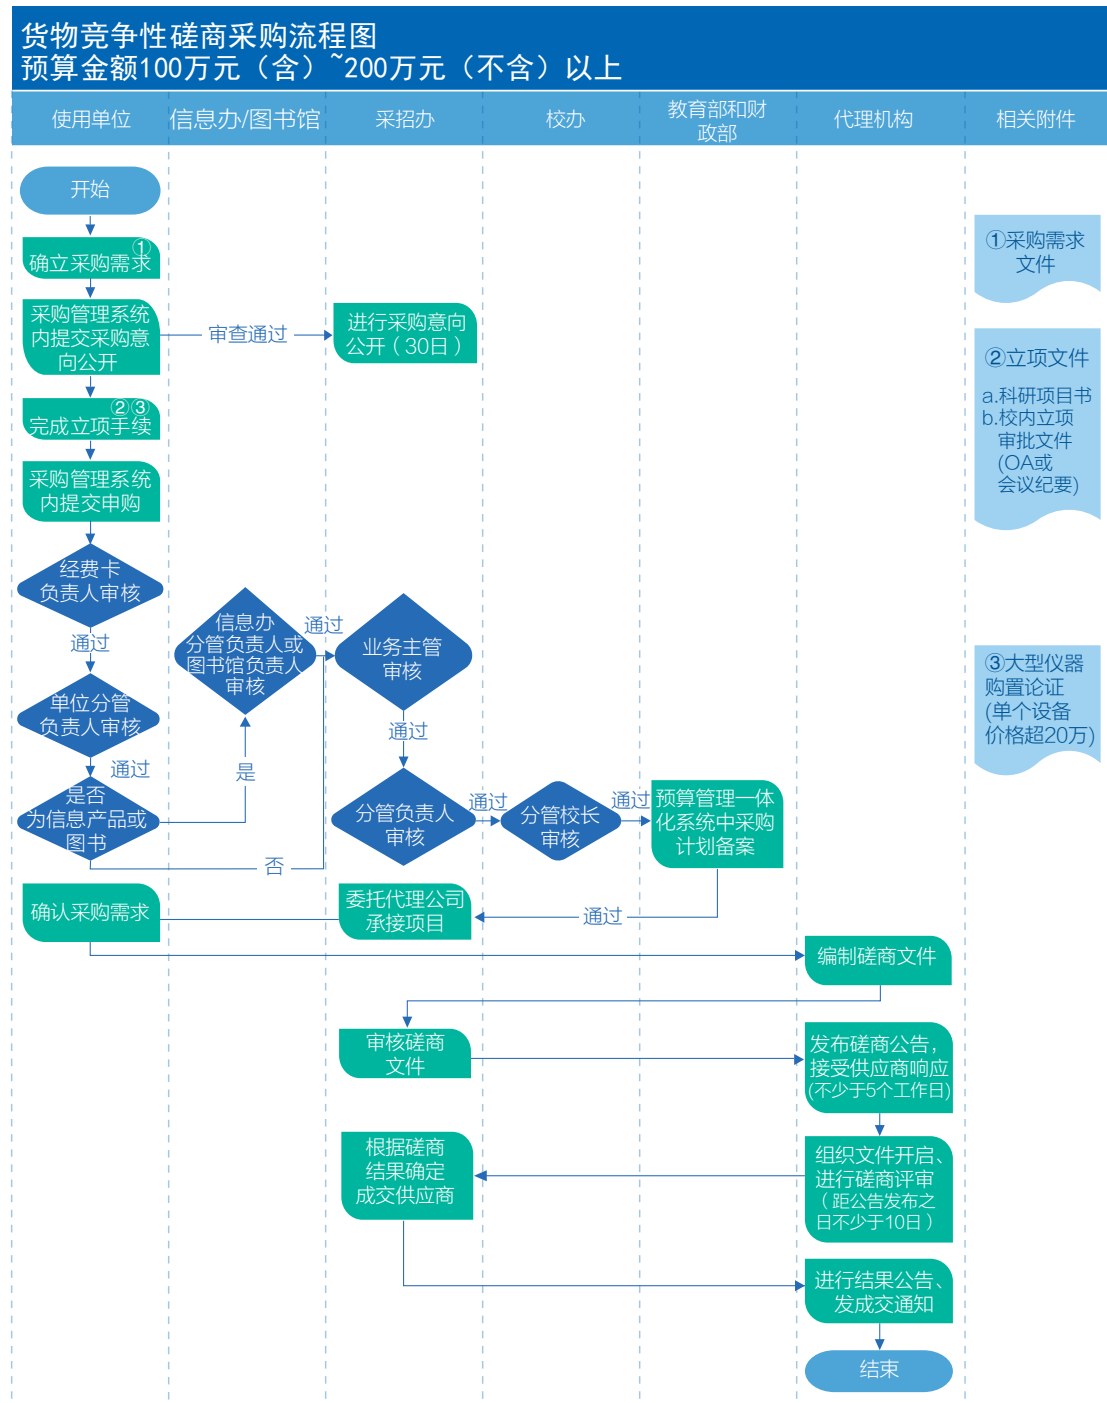 货物竞争性磋商采购流程图
预算金额100万元（含）~200万元（不含）以上
使用单位
信息办/图书馆
采招办
校办
教育部和财
政部
代理机构
相关附件
开始
①
确立采购需求
采购管理系统
内提交采购意
向公开
审查通过
进行采购意向
公开（30日）
②③
完成立项手续
采购管理系统
内提交申购
经费卡
负责人审核
通过
单位分管
负责人审核
通过
是否
为信息产品或
图书
是
否
信息办
分管负责人或
图书馆负责人
审核
通过
业务主管
审核
通过
分管负责人
审核
通过
分管校长
审核
通过
预算管理一体
化系统中采购
计划备案
通过
委托代理公司
承接项目
确认采购需求
编制磋商文件
审核磋商
文件
发布磋商公告，
接受供应商响应
(不少于5个工作日)
组织文件开启、
进行磋商评审
（距公告发布之
日不少于10日）
根据磋商
结果确定
成交供应商
进行结果公告、
发成交通知
结束
①采购需求
文件
②立项文件
a.科研项目书
b.校内立项
审批文件
(OA或
会议纪要)
③大型仪器
购置论证
(单个设备
价格超20万)